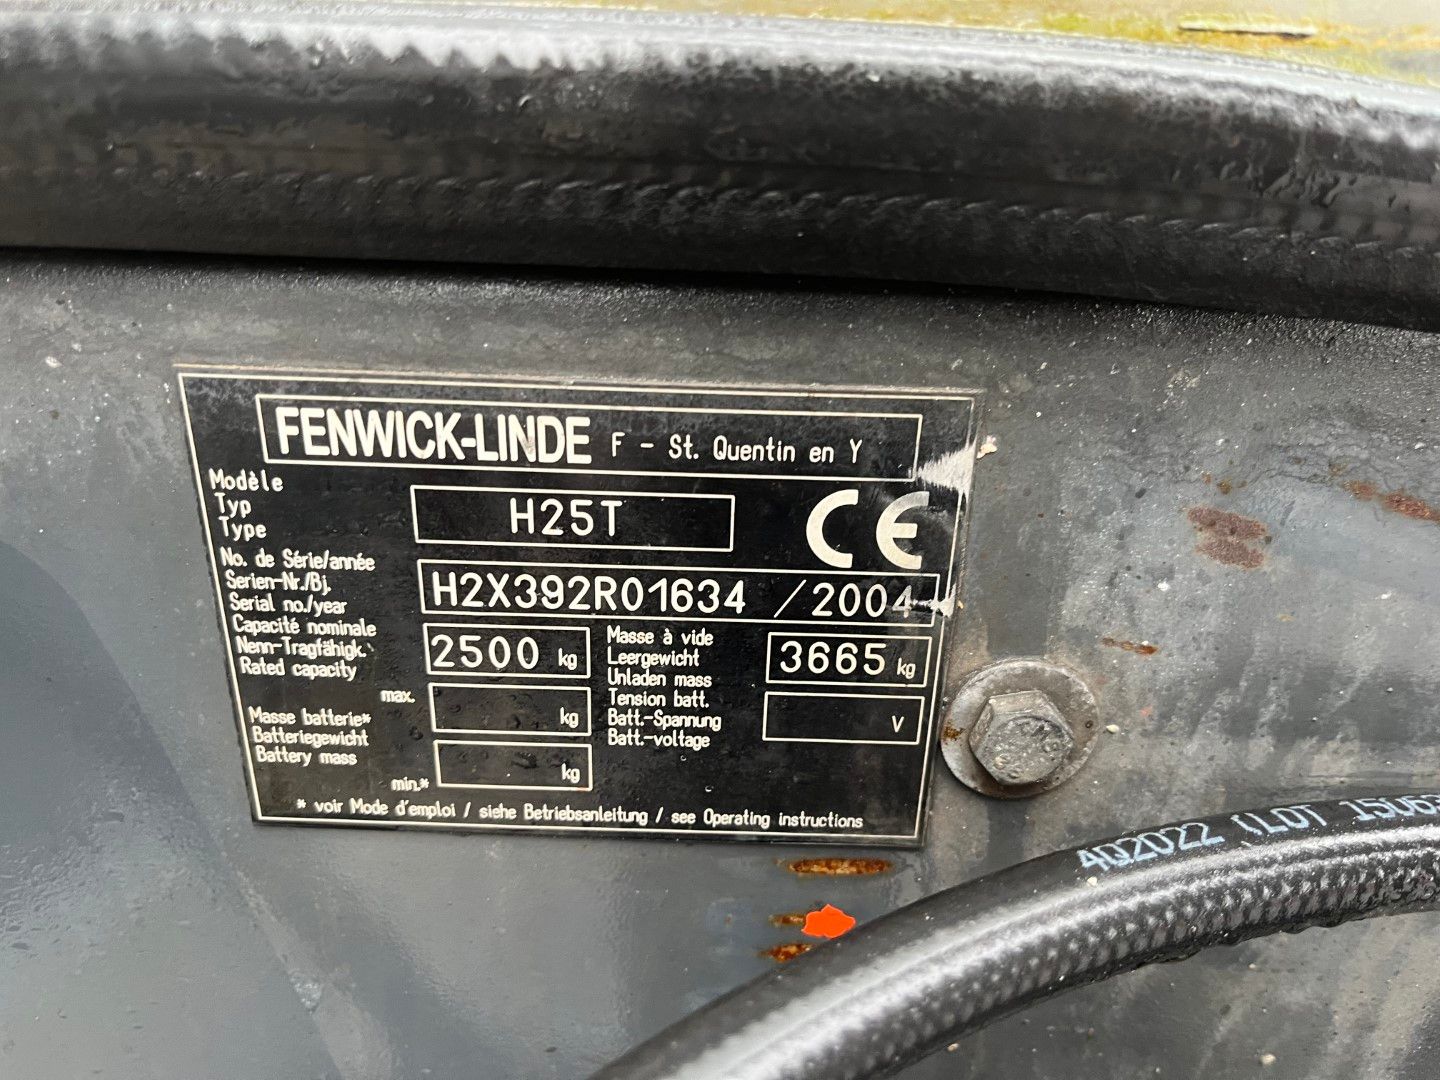 FENWICK-LINDE F - St. Quentin en Y
Modèle
Typ
Type
H25T
CE
No. de Série/année
Serien-Nr./Bj.
Serial no./year
H2X392R01634 /2004
Capacité nominale
Nenn-Tragfähigk.
Rated capacity
2500 kg
Masse à vide
Leergewicht
Unladen mass
3665 kg
max.
kg
Masse batterie*
Batteriegewicht
Battery mass
min.*
kg
Tension batt.
Batt.-Spannung
Batt.-voltage
V
* voir Mode d'emploi / siehe Betriebsanleitung / see Operating instructions
4Q2022 (LOT 15U63